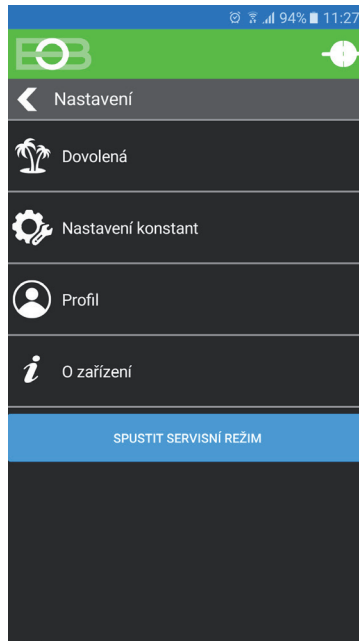 94% 11:27
EOB
Nastavení
Dovolená
Nastavení konstant
Profil
O zařízení
SPUSTIT SERVISNÍ REŽIM